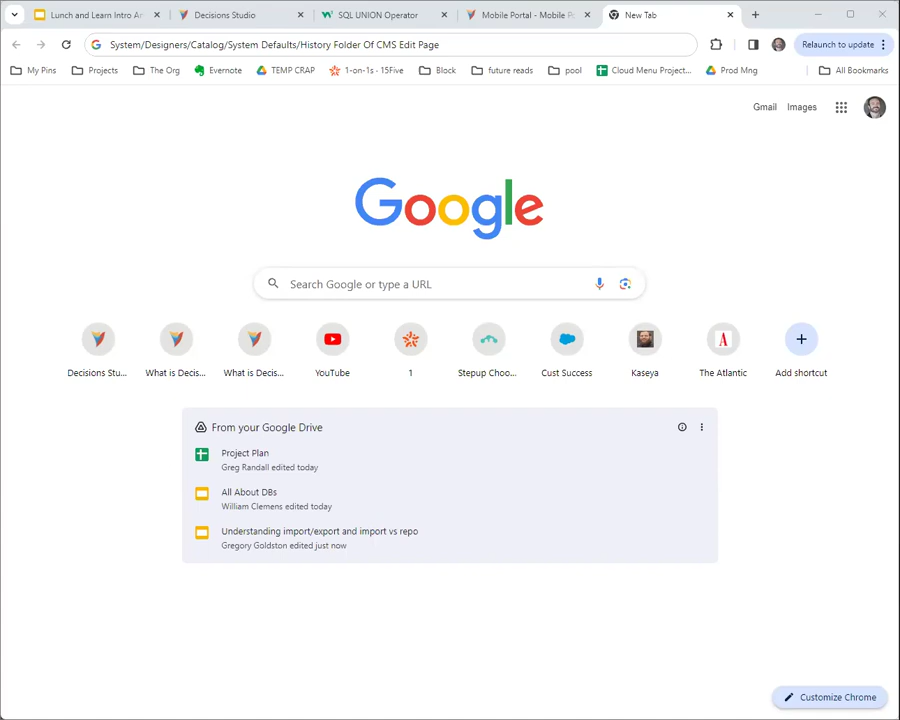 Lunch and Learn Intro Ar
Decisions Studio
SQL UNION Operator
Mobile Portal - Mobile Po
New Tab
System/Designers/Catalog/System Defaults/History Folder Of CMS Edit Page
Relaunch to update
My Pins
Projects
The Org
Evernote
TEMP CRAP
1-on-1s - 15Five
Block
future reads
pool
Cloud Menu Project...
Prod Mng
All Bookmarks
Gmail
Images
Google
Search Google or type a URL
Decisions Stu...
What is Decis...
What is Decis...
YouTube
1
Stepup Choo...
Cust Success
Kaseya
The Atlantic
Add shortcut
From your Google Drive
Project Plan
Greg Randall edited today
All About DBs
William Clemens edited today
Understanding import/export and import vs repo
Gregory Goldston edited just now
Customize Chrome